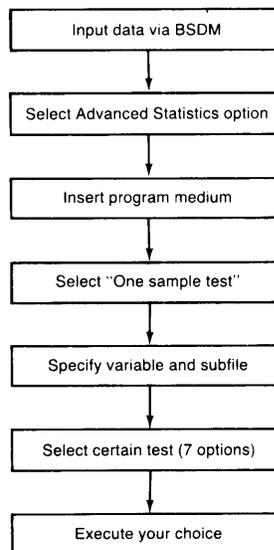 Input data via BSDM
Select Advanced Statistics option
Insert program medium
Select "One sample test"
Specify variable and subfile
Select certain test (7 options)
Execute your choice